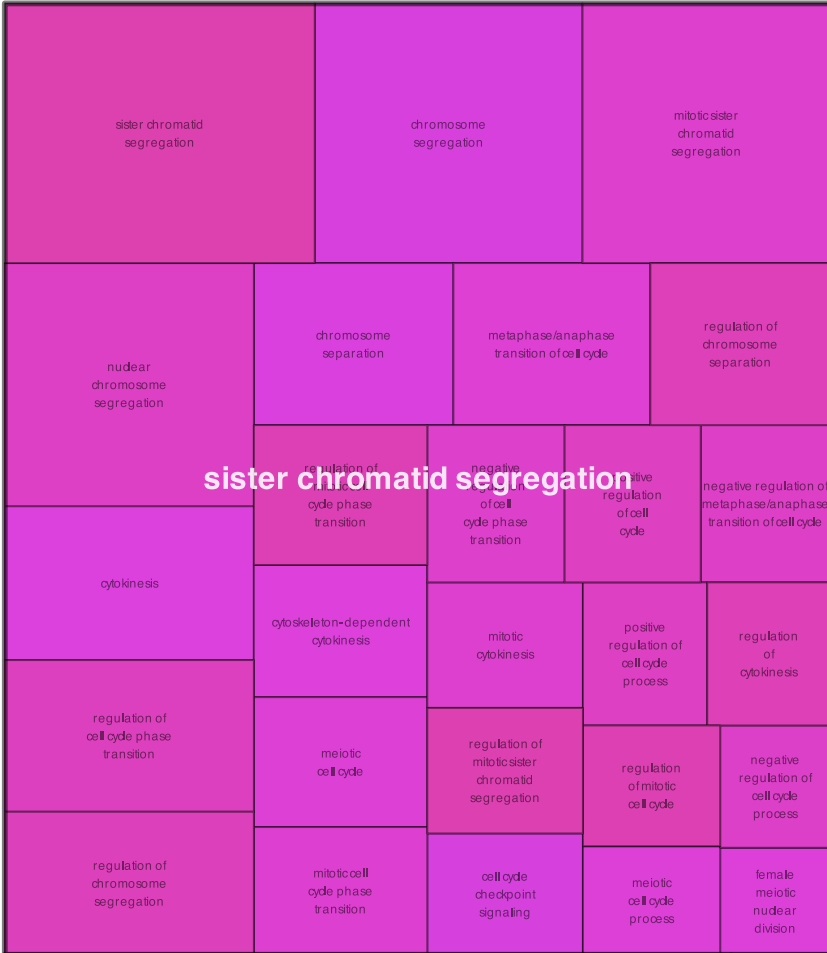 sister chromatid
segregation
chromosome
segregation
mitotic sister
chromatid
segregation
nuclear
chromosome
segregation
chromosome
separation
metaphase/anaphase
transition of cell cycle
regulation of
chromosome
separation
sister chromatid segregation
regulation of
cycle phase
transition
negative
of cell
cycle phase
transition
positive
regulation
of cell
cycle
negative regulation of
metaphase/anaphase
transition of cell cycle
cytokinesis
cytoskeleton-dependent
cytokinesis
mitotic
cytokinesis
positive
regulation of
cell cycle
process
regulation
of
cytokinesis
regulation of
cell cycle phase
transition
meiotic
cell cycle
regulation of
mitotic sister
chromatid
segregation
regulation
of mitotic
cell cycle
negative
regulation of
cell cycle
process
regulation of
chromosome
segregation
mitotic cell
cycle phase
transition
cell cycle
checkpoint
signaling
meiotic
cell cycle
process
female
meiotic
nuclear
division